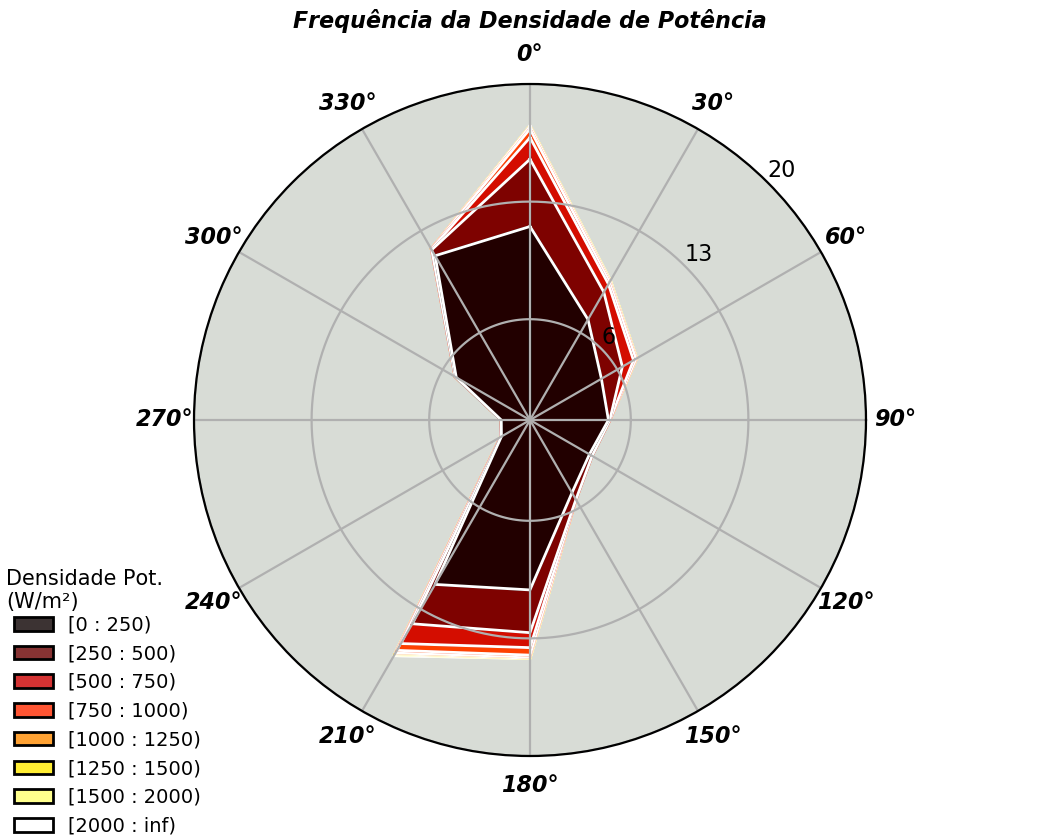 Frequência da Densidade de Potência
0°
330°
30°
20
300°
60°
13
6
270°
90°
240°
120°
210°
150°
180°
Densidade Pot.
(W/m²)
[0 : 250)
[250 : 500)
[500 : 750)
[750 : 1000)
[1000 : 1250)
[1250 : 1500)
[1500 : 2000)
[2000 : inf)